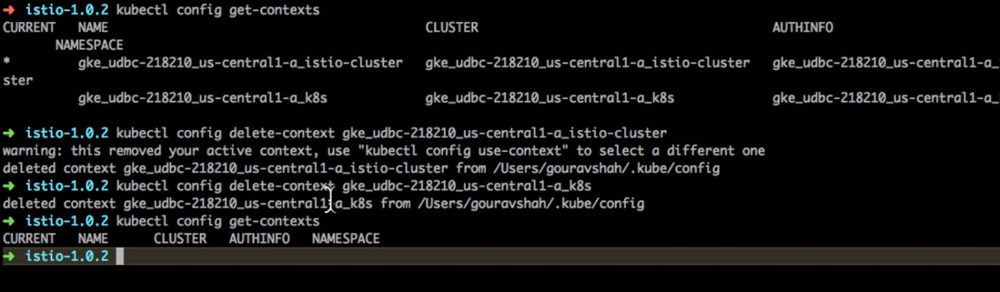 ➜ istio-1.0.2 kubectl config get-contexts
CURRENT   NAME                                             CLUSTER                                          AUTHINFO
       NAMESPACE
*         gke_udbc-218210_us-central1-a_istio-cluster   gke_udbc-218210_us-central1-a_istio-cluster   gke_udbc-218210_us-central1-a_
ster
          gke_udbc-218210_us-central1-a_k8s             gke_udbc-218210_us-central1-a_k8s             gke_udbc-218210_us-central1-a_
➜ istio-1.0.2 kubectl config delete-context gke_udbc-218210_us-central1-a_istio-cluster
warning: this removed your active context, use "kubectl config use-context" to select a different one
deleted context gke_udbc-218210_us-central1-a_istio-cluster from /Users/gouravshah/.kube/config
➜ istio-1.0.2 kubectl config delete-context gke_udbc-218210_us-central1-a_k8s
deleted context gke_udbc-218210_us-central1-a_k8s from /Users/gouravshah/.kube/config
➜ istio-1.0.2 kubectl config get-contexts
CURRENT   NAME      CLUSTER   AUTHINFO   NAMESPACE
➜ istio-1.0.2